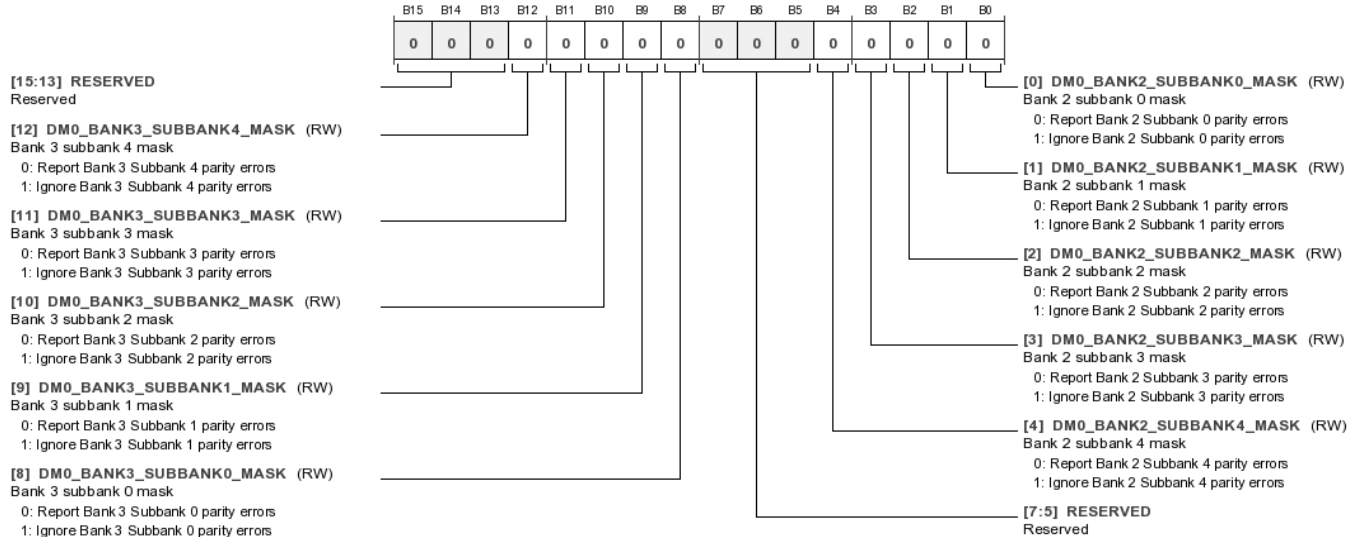 B15 B14 B13 B12 B11 B10 B9 B8 B7 B6 B5 B4 B3 B2 B1 B0
0 0 0 0 0 0 0 0 0 0 0 0 0 0 0 0
[15:13] RESERVED
Reserved
[12] DM0_BANK3_SUBBANK4_MASK (RW)
Bank 3 subbank 4 mask
0: Report Bank 3 Subbank 4 parity errors
1: Ignore Bank 3 Subbank 4 parity errors
[11] DM0_BANK3_SUBBANK3_MASK (RW)
Bank 3 subbank 3 mask
0: Report Bank 3 Subbank 3 parity errors
1: Ignore Bank 3 Subbank 3 parity errors
[10] DM0_BANK3_SUBBANK2_MASK (RW)
Bank 3 subbank 2 mask
0: Report Bank 3 Subbank 2 parity errors
1: Ignore Bank 3 Subbank 2 parity errors
[9] DM0_BANK3_SUBBANK1_MASK (RW)
Bank 3 subbank 1 mask
0: Report Bank 3 Subbank 1 parity errors
1: Ignore Bank 3 Subbank 1 parity errors
[8] DM0_BANK3_SUBBANK0_MASK (RW)
Bank 3 subbank 0 mask
0: Report Bank 3 Subbank 0 parity errors
1: Ignore Bank 3 Subbank 0 parity errors
[0] DM0_BANK2_SUBBANK0_MASK (RW)
Bank 2 subbank 0 mask
0: Report Bank 2 Subbank 0 parity errors
1: Ignore Bank 2 Subbank 0 parity errors
[1] DM0_BANK2_SUBBANK1_MASK (RW)
Bank 2 subbank 1 mask
0: Report Bank 2 Subbank 1 parity errors
1: Ignore Bank 2 Subbank 1 parity errors
[2] DM0_BANK2_SUBBANK2_MASK (RW)
Bank 2 subbank 2 mask
0: Report Bank 2 Subbank 2 parity errors
1: Ignore Bank 2 Subbank 2 parity errors
[3] DM0_BANK2_SUBBANK3_MASK (RW)
Bank 2 subbank 3 mask
0: Report Bank 2 Subbank 3 parity errors
1: Ignore Bank 2 Subbank 3 parity errors
[4] DM0_BANK2_SUBBANK4_MASK (RW)
Bank 2 subbank 4 mask
0: Report Bank 2 Subbank 4 parity errors
1: Ignore Bank 2 Subbank 4 parity errors
[7:5] RESERVED
Reserved